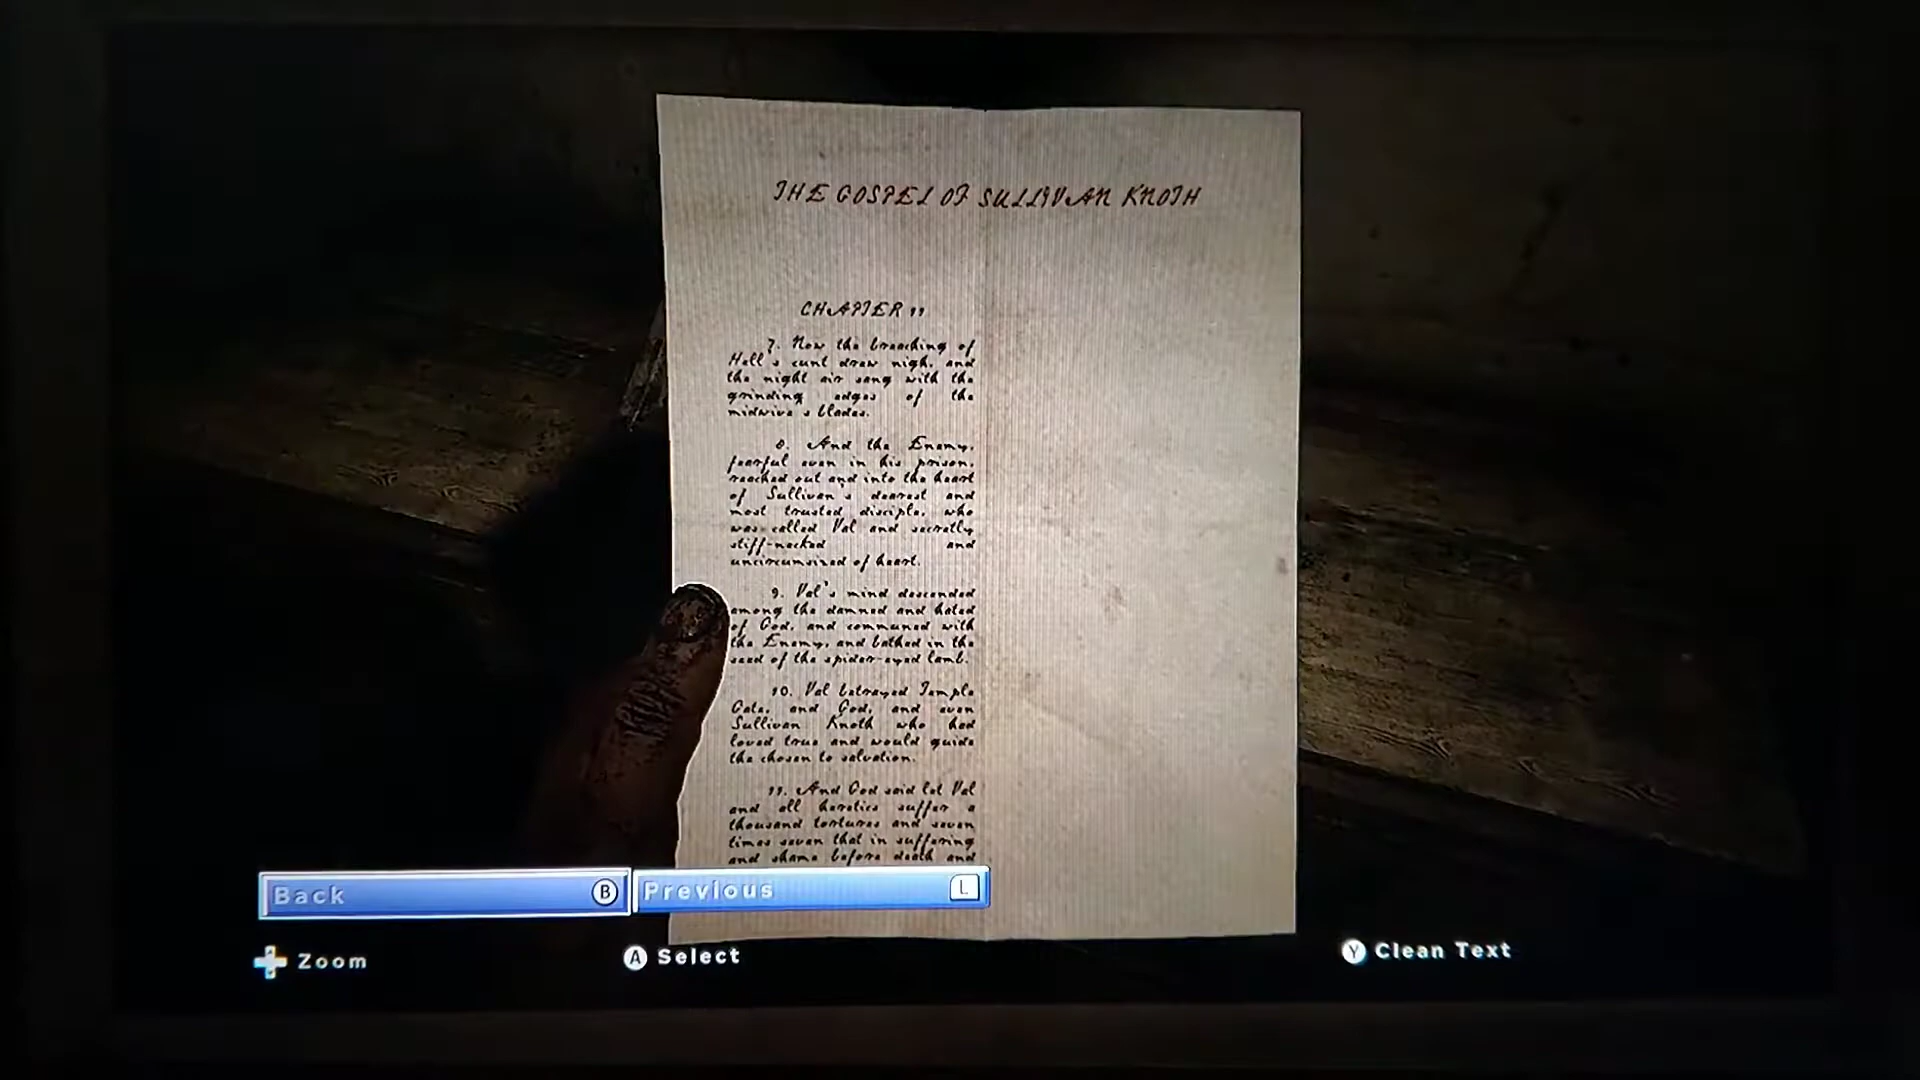 THE GOSPEL OF SULLIVAN KNOTH
CHAPTER 11
7. Now the breaching of
Hell's cunt drew nigh, and
the night air sang with the
grinding edges of the
midwive's blades.
8. And the Enemy,
fearful even in his prison,
reached out and into the heart
of Sullivan's dearest and
most trusted disciple, who
was called Val and secretly
stiff-necked and
uncircumsized of heart.
9. Val's mind descended
among the damned and hated
of God, and communed with
the Enemy, and bathed in the
seed of the spider-eyed lamb.
10. Val betrayed Temple
Gate, and God, and even
Sullivan Knoth who had
loved true and would guide
the chosen to salvation.
11. And God said let Val
and all heretics suffer a
thousand tortures and seven
times seven that in suffering
and shame before death and
Back B Previous L
Zoom A Select Y Clean Text